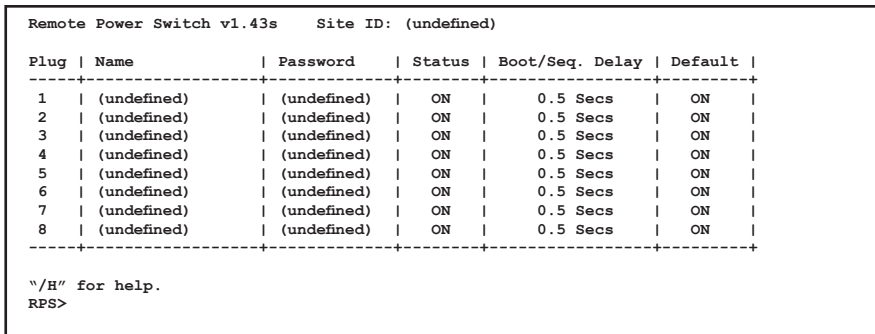 Remote Power Switch v1.43s    Site ID: (undefined)
Plug | Name              | Password    | Status | Boot/Seq. Delay | Default |
-----+-------------------+-------------+--------+-----------------+---------+
 1   | (undefined)       | (undefined) |   ON   |     0.5 Secs    |   ON    |
 2   | (undefined)       | (undefined) |   ON   |     0.5 Secs    |   ON    |
 3   | (undefined)       | (undefined) |   ON   |     0.5 Secs    |   ON    |
 4   | (undefined)       | (undefined) |   ON   |     0.5 Secs    |   ON    |
 5   | (undefined)       | (undefined) |   ON   |     0.5 Secs    |   ON    |
 6   | (undefined)       | (undefined) |   ON   |     0.5 Secs    |   ON    |
 7   | (undefined)       | (undefined) |   ON   |     0.5 Secs    |   ON    |
 8   | (undefined)       | (undefined) |   ON   |     0.5 Secs    |   ON    |
-----+-------------------+-------------+--------+-----------------+---------+
“/H” for help.
RPS>